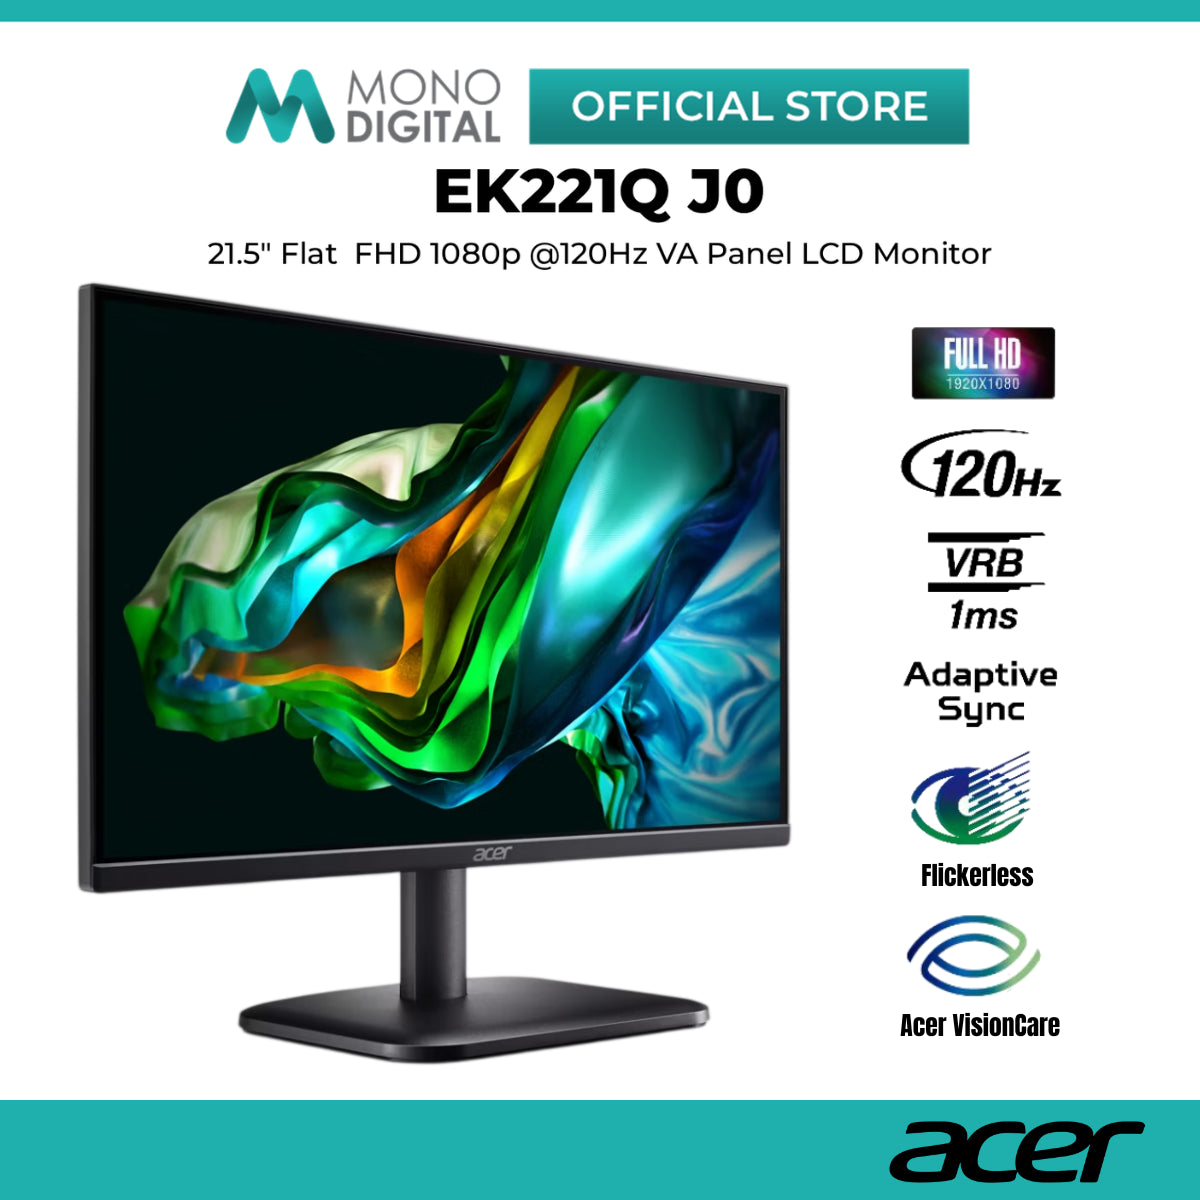 MONO
DIGITAL
OFFICIAL STORE
EK221Q J0
21.5" Flat FHD 1080p @120Hz VA Panel LCD Monitor
FULL HD
1920X1080
120Hz
VRB
1ms
Adaptive
Sync
Flickerless
Acer VisionCare
acer
acer